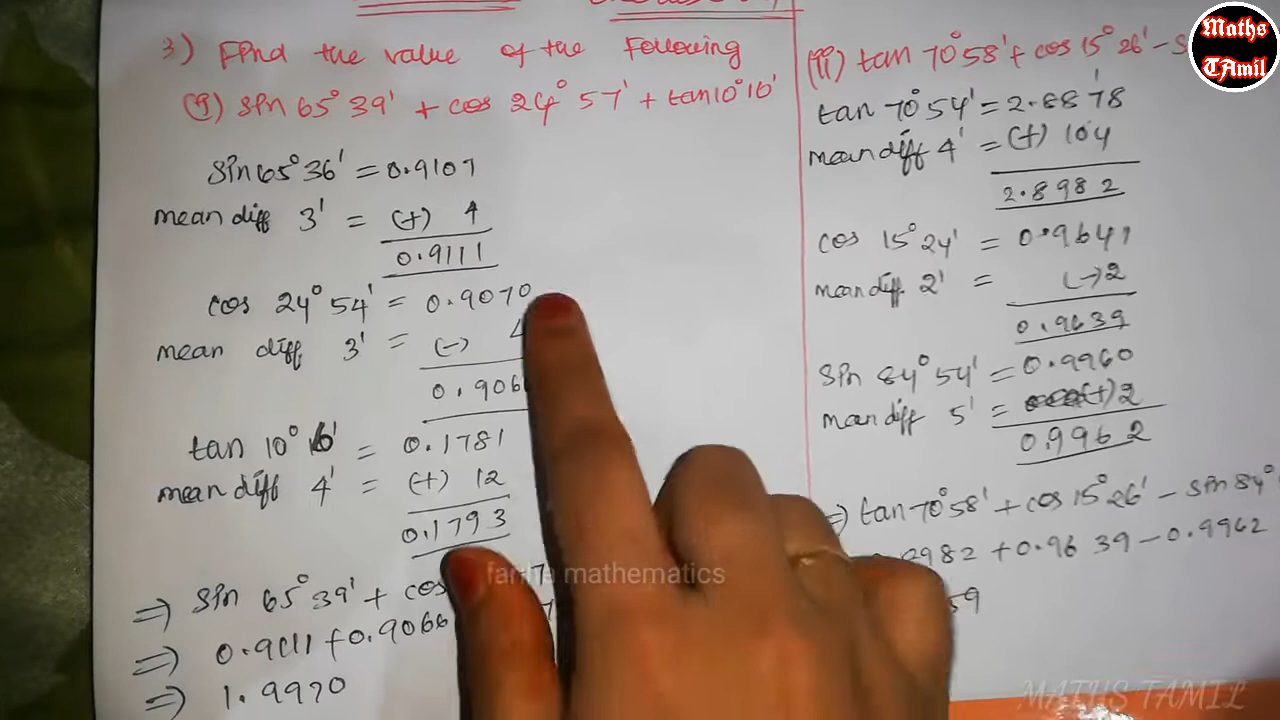 3) Find the value of the following
(i) sin 65° 39' + cos 24° 57' + tan10° 10'
sin 65° 36' = 0.9107
mean diff 3' = (+) 4
0.9111
cos 24° 54' = 0.9070
mean diff 3' = (-) 4
0.906
tan 10° 6' = 0.1781
mean diff 4' = (+) 12
0.1793
=> sin 65° 39' + cos
=> 0.9111 + 0.9066
=> 1.9970
(ii) tan 70° 58' + cos 15° 26' - s
tan 70° 54' = 2.8878
mean diff 4' = (+) 104
2.8982
cos 15° 24' = 0.9641
mean diff 2' = (-) 2
0.9639
sin 84° 54' = 0.9960
mean diff 5' = (+) 2
0.9962
=> tan 70° 58' + cos 15° 26' - sin 84°
982 + 0.9639 - 0.9962
59
Maths
TAmil
fariha mathematics
MATHS TAMIL